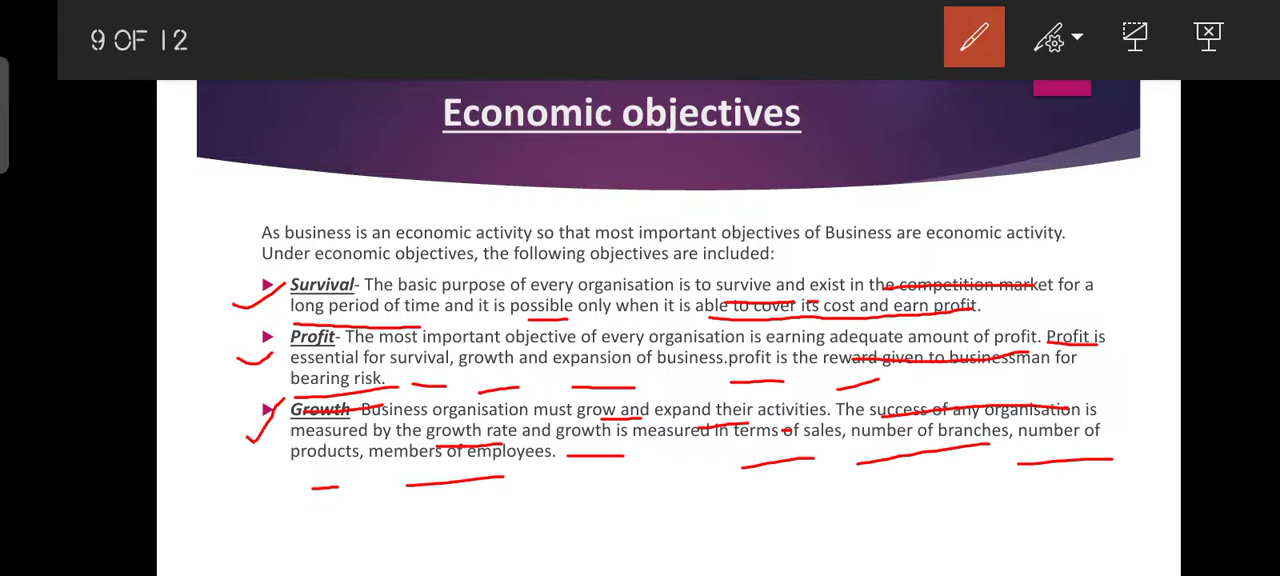 9 OF 12
Economic objectives
As business is an economic activity so that most important objectives of Business are economic activity.
Under economic objectives, the following objectives are included:
Survival- The basic purpose of every organisation is to survive and exist in the competition market for a
long period of time and it is possible only when it is able to cover its cost and earn profit.
Profit- The most important objective of every organisation is earning adequate amount of profit. Profit is
essential for survival, growth and expansion of business.profit is the reward given to businessman for
bearing risk.
Growth- Business organisation must grow and expand their activities. The success of any organisation is
measured by the growth rate and growth is measured in terms of sales, number of branches, number of
products, members of employees.